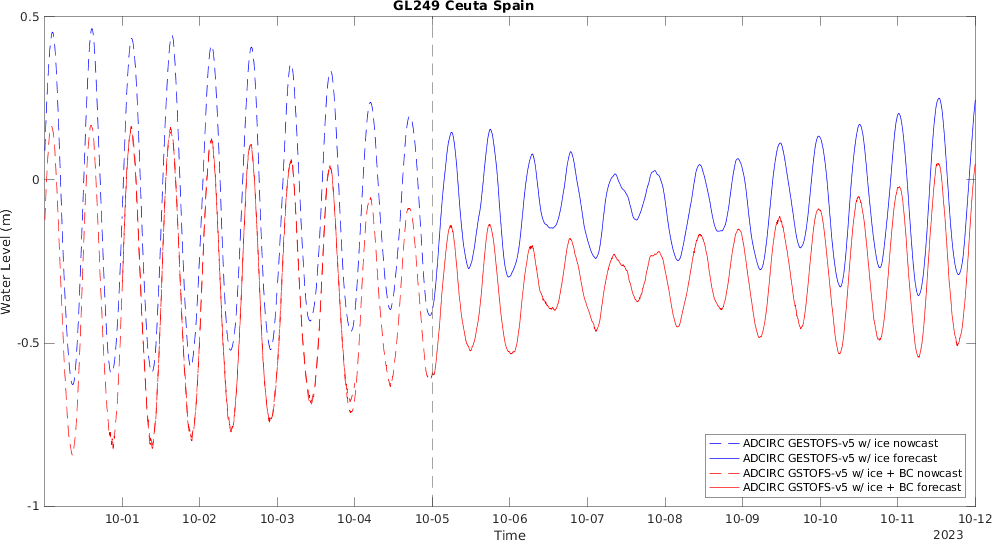 GL249 Ceuta Spain
0.5
0
-0.5
-1
Water Level (m)
10-01 10-02 10-03 10-04 10-05 10-06 10-07 10-08 10-09 10-10 10-11 10-12
Time
2023
ADCIRC GESTOFS-v5 w/ ice nowcast
ADCIRC GESTOFS-v5 w/ ice forecast
ADCIRC GSTOFS-v5 w/ ice + BC nowcast
ADCIRC GSTOFS-v5 w/ ice + BC forecast